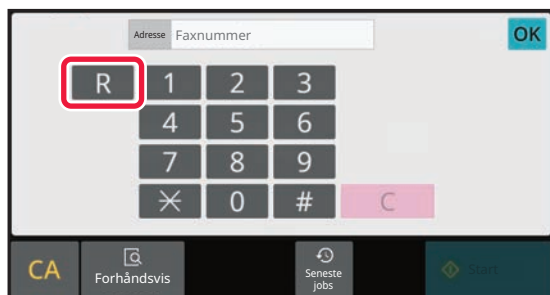 Adresse Faxnummer OK
R 1 2 3
4 5 6
7 8 9
* 0 # C
CA Forhåndsvis Seneste jobs Start